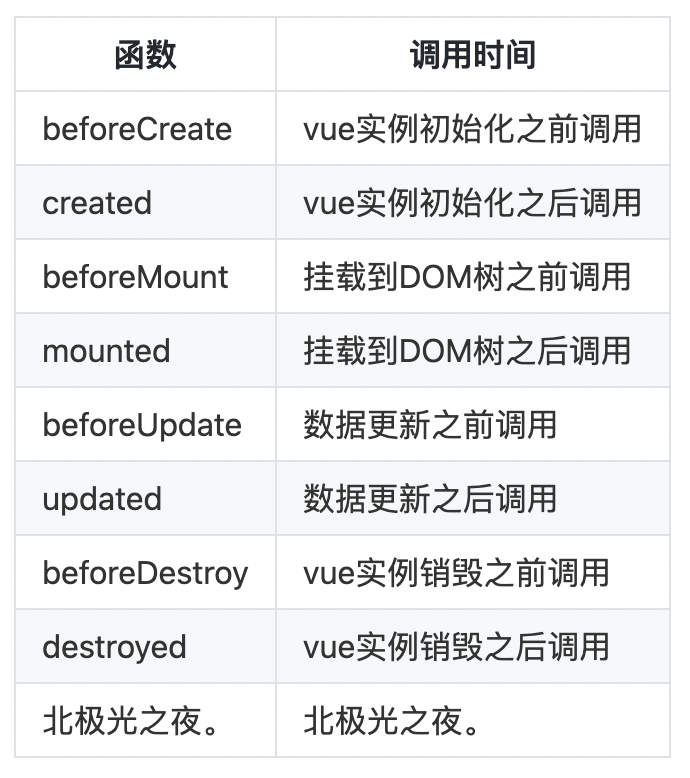 函数 调用时间
beforeCreate vue实例初始化之前调用
created vue实例初始化之后调用
beforeMount 挂载到DOM树之前调用
mounted 挂载到DOM树之后调用
beforeUpdate 数据更新之前调用
updated 数据更新之后调用
beforeDestroy vue实例销毁之前调用
destroyed vue实例销毁之后调用
北极光之夜。 北极光之夜。